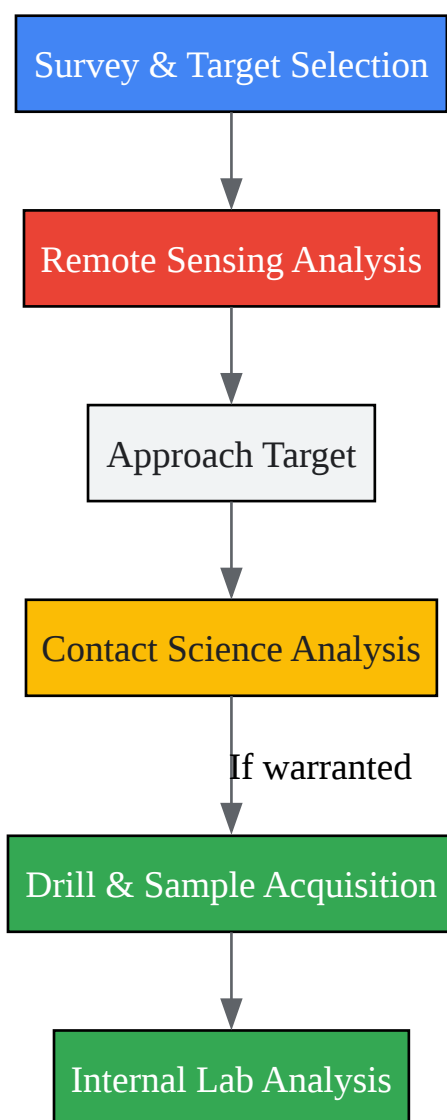 Survey & Target Selection
Remote Sensing Analysis
Approach Target
Contact Science Analysis
If warranted
Drill & Sample Acquisition
Internal Lab Analysis